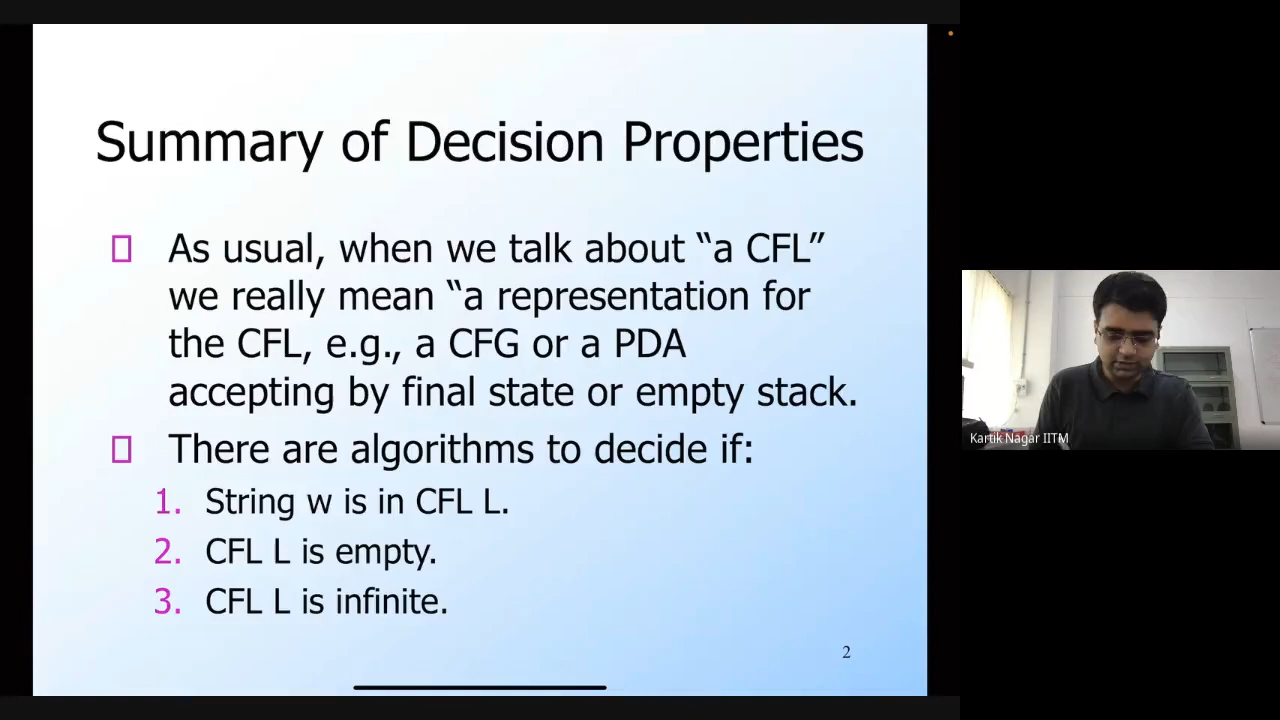 Summary of Decision Properties
As usual, when we talk about “a CFL”
we really mean “a representation for
the CFL, e.g., a CFG or a PDA
accepting by final state or empty stack.
There are algorithms to decide if:
1. String w is in CFL L.
2. CFL L is empty.
3. CFL L is infinite.
2
Kartik Nagar IITM